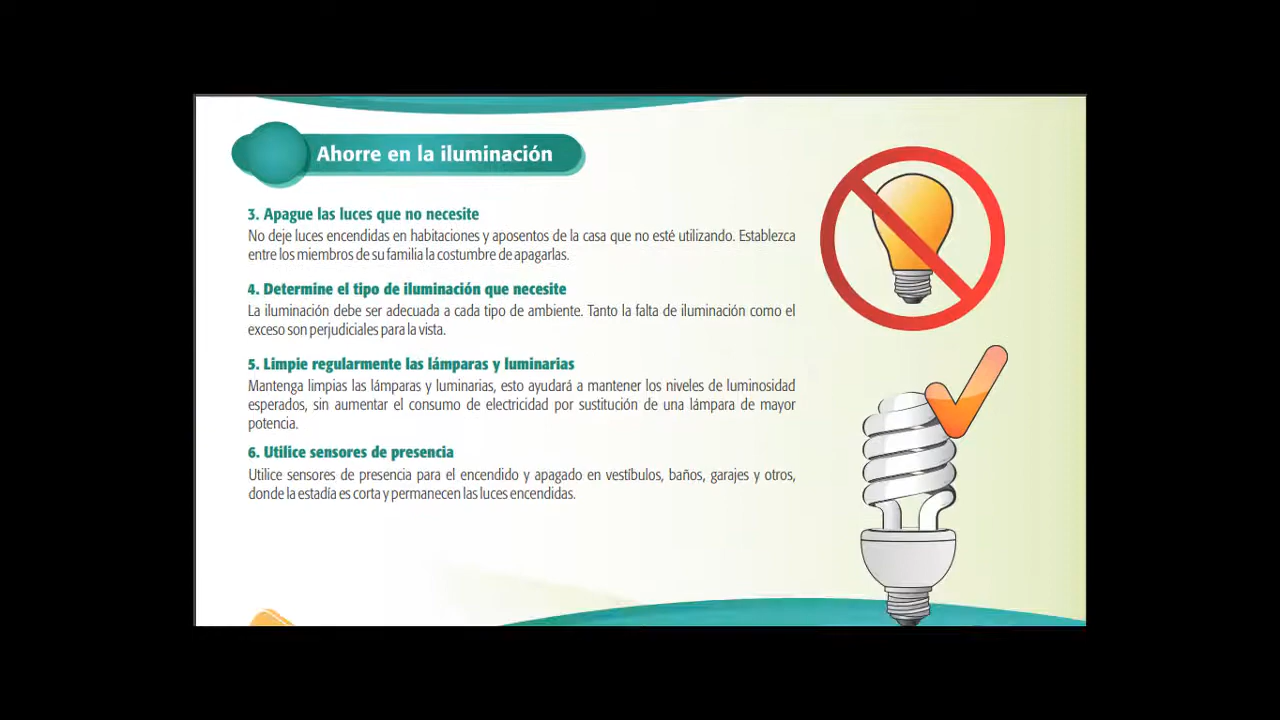 Ahorre en la iluminación
3. Apague las luces que no necesite
No deje luces encendidas en habitaciones y aposentos de la casa que no esté utilizando. Establezca
entre los miembros de su familia la costumbre de apagarlas.
4. Determine el tipo de iluminación que necesite
La iluminación debe ser adecuada a cada tipo de ambiente. Tanto la falta de iluminación como el
exceso son perjudiciales para la vista.
5. Limpie regularmente las lámparas y luminarias
Mantenga limpias las lámparas y luminarias, esto ayudará a mantener los niveles de luminosidad
esperados, sin aumentar el consumo de electricidad por sustitución de una lámpara de mayor
potencia.
6. Utilice sensores de presencia
Utilice sensores de presencia para el encendido y apagado en vestíbulos, baños, garajes y otros,
donde la estadía es corta y permanecen las luces encendidas.